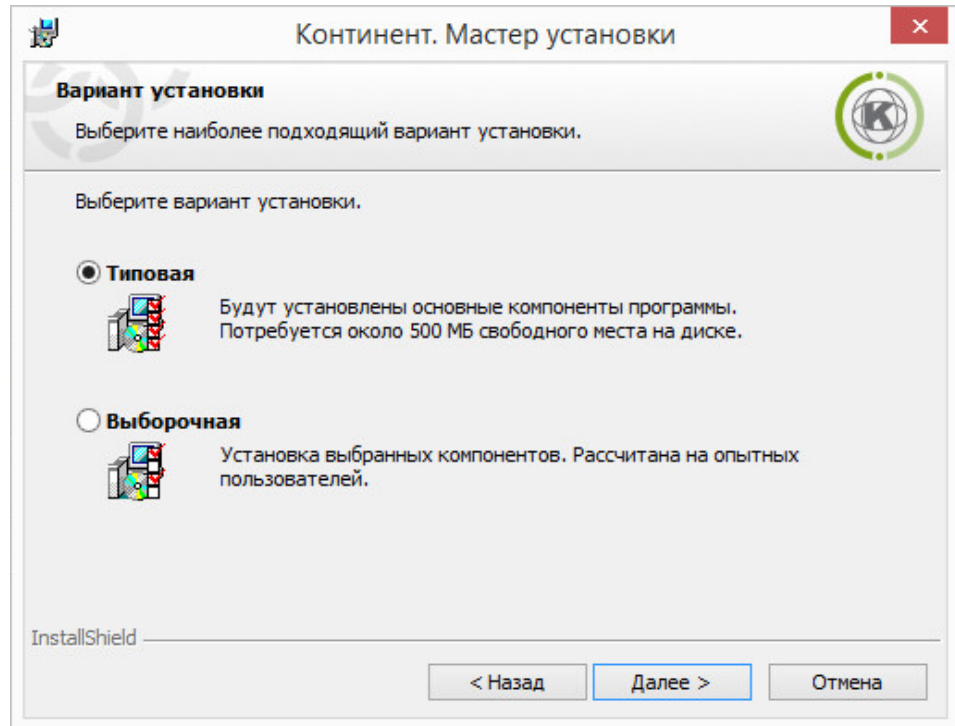 Континент. Мастер установки
Вариант установки
Выберите наиболее подходящий вариант установки.
K
Выберите вариант установки.
Типовая
Будут установлены основные компоненты программы.
Потребуется около 500 МБ свободного места на диске.
Выборочная
Установка выбранных компонентов. Рассчитана на опытных
пользователей.
InstallShield
< Назад
Далее >
Отмена